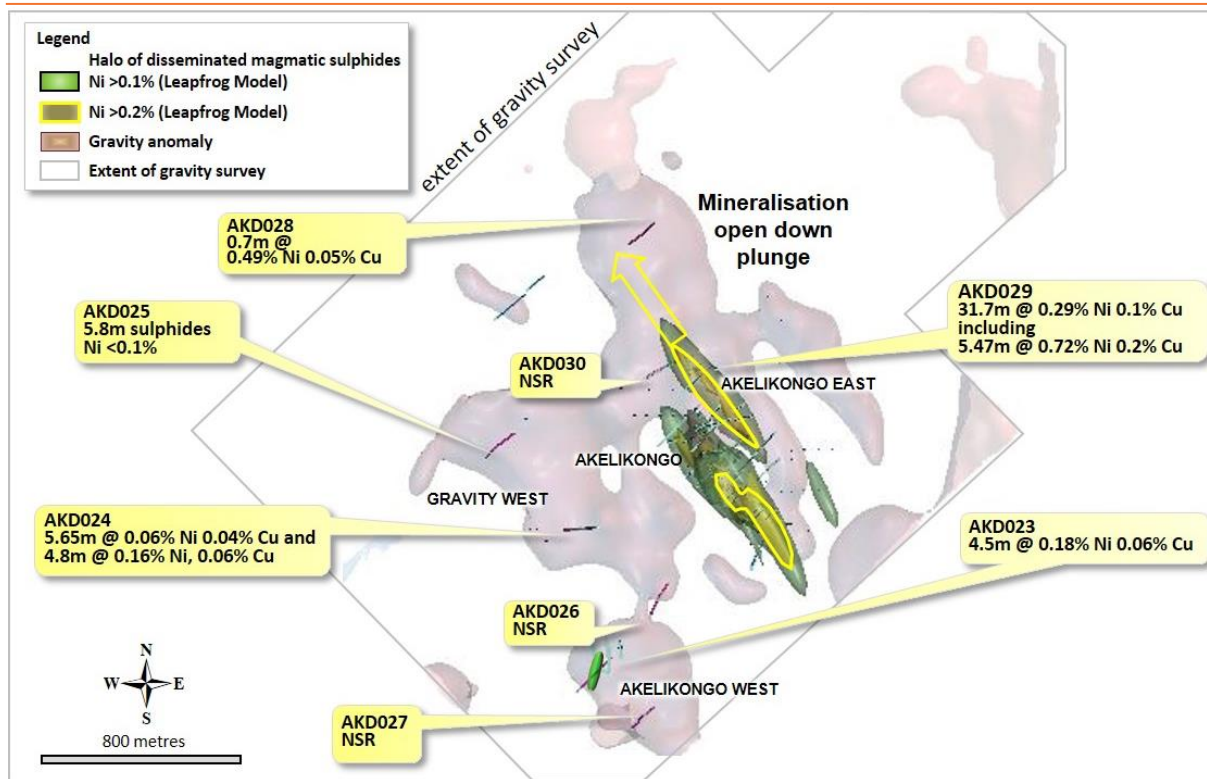 Legend
Halo of disseminated magmatic sulphides
Ni >0.1% (Leapfrog Model)
Ni >0.2% (Leapfrog Model)
Gravity anomaly
Extent of gravity survey
extent of gravity survey
Mineralisation
open down
plunge
AKD028
0.7m @
0.49% Ni 0.05% Cu
AKD025
5.8m sulphides
Ni <0.1%
AKD029
31.7m @ 0.29% Ni 0.1% Cu
including
5.47m @ 0.72% Ni 0.2% Cu
AKD030
NSR
AKELIKONGO EAST
AKELIKONGO
GRAVITY WEST
AKD024
5.65m @ 0.06% Ni 0.04% Cu and
4.8m @ 0.16% Ni, 0.06% Cu
AKD023
4.5m @ 0.18% Ni 0.06% Cu
AKD026
NSR
AKELIKONGO WEST
AKD027
NSR
N
W E
S
800 metres